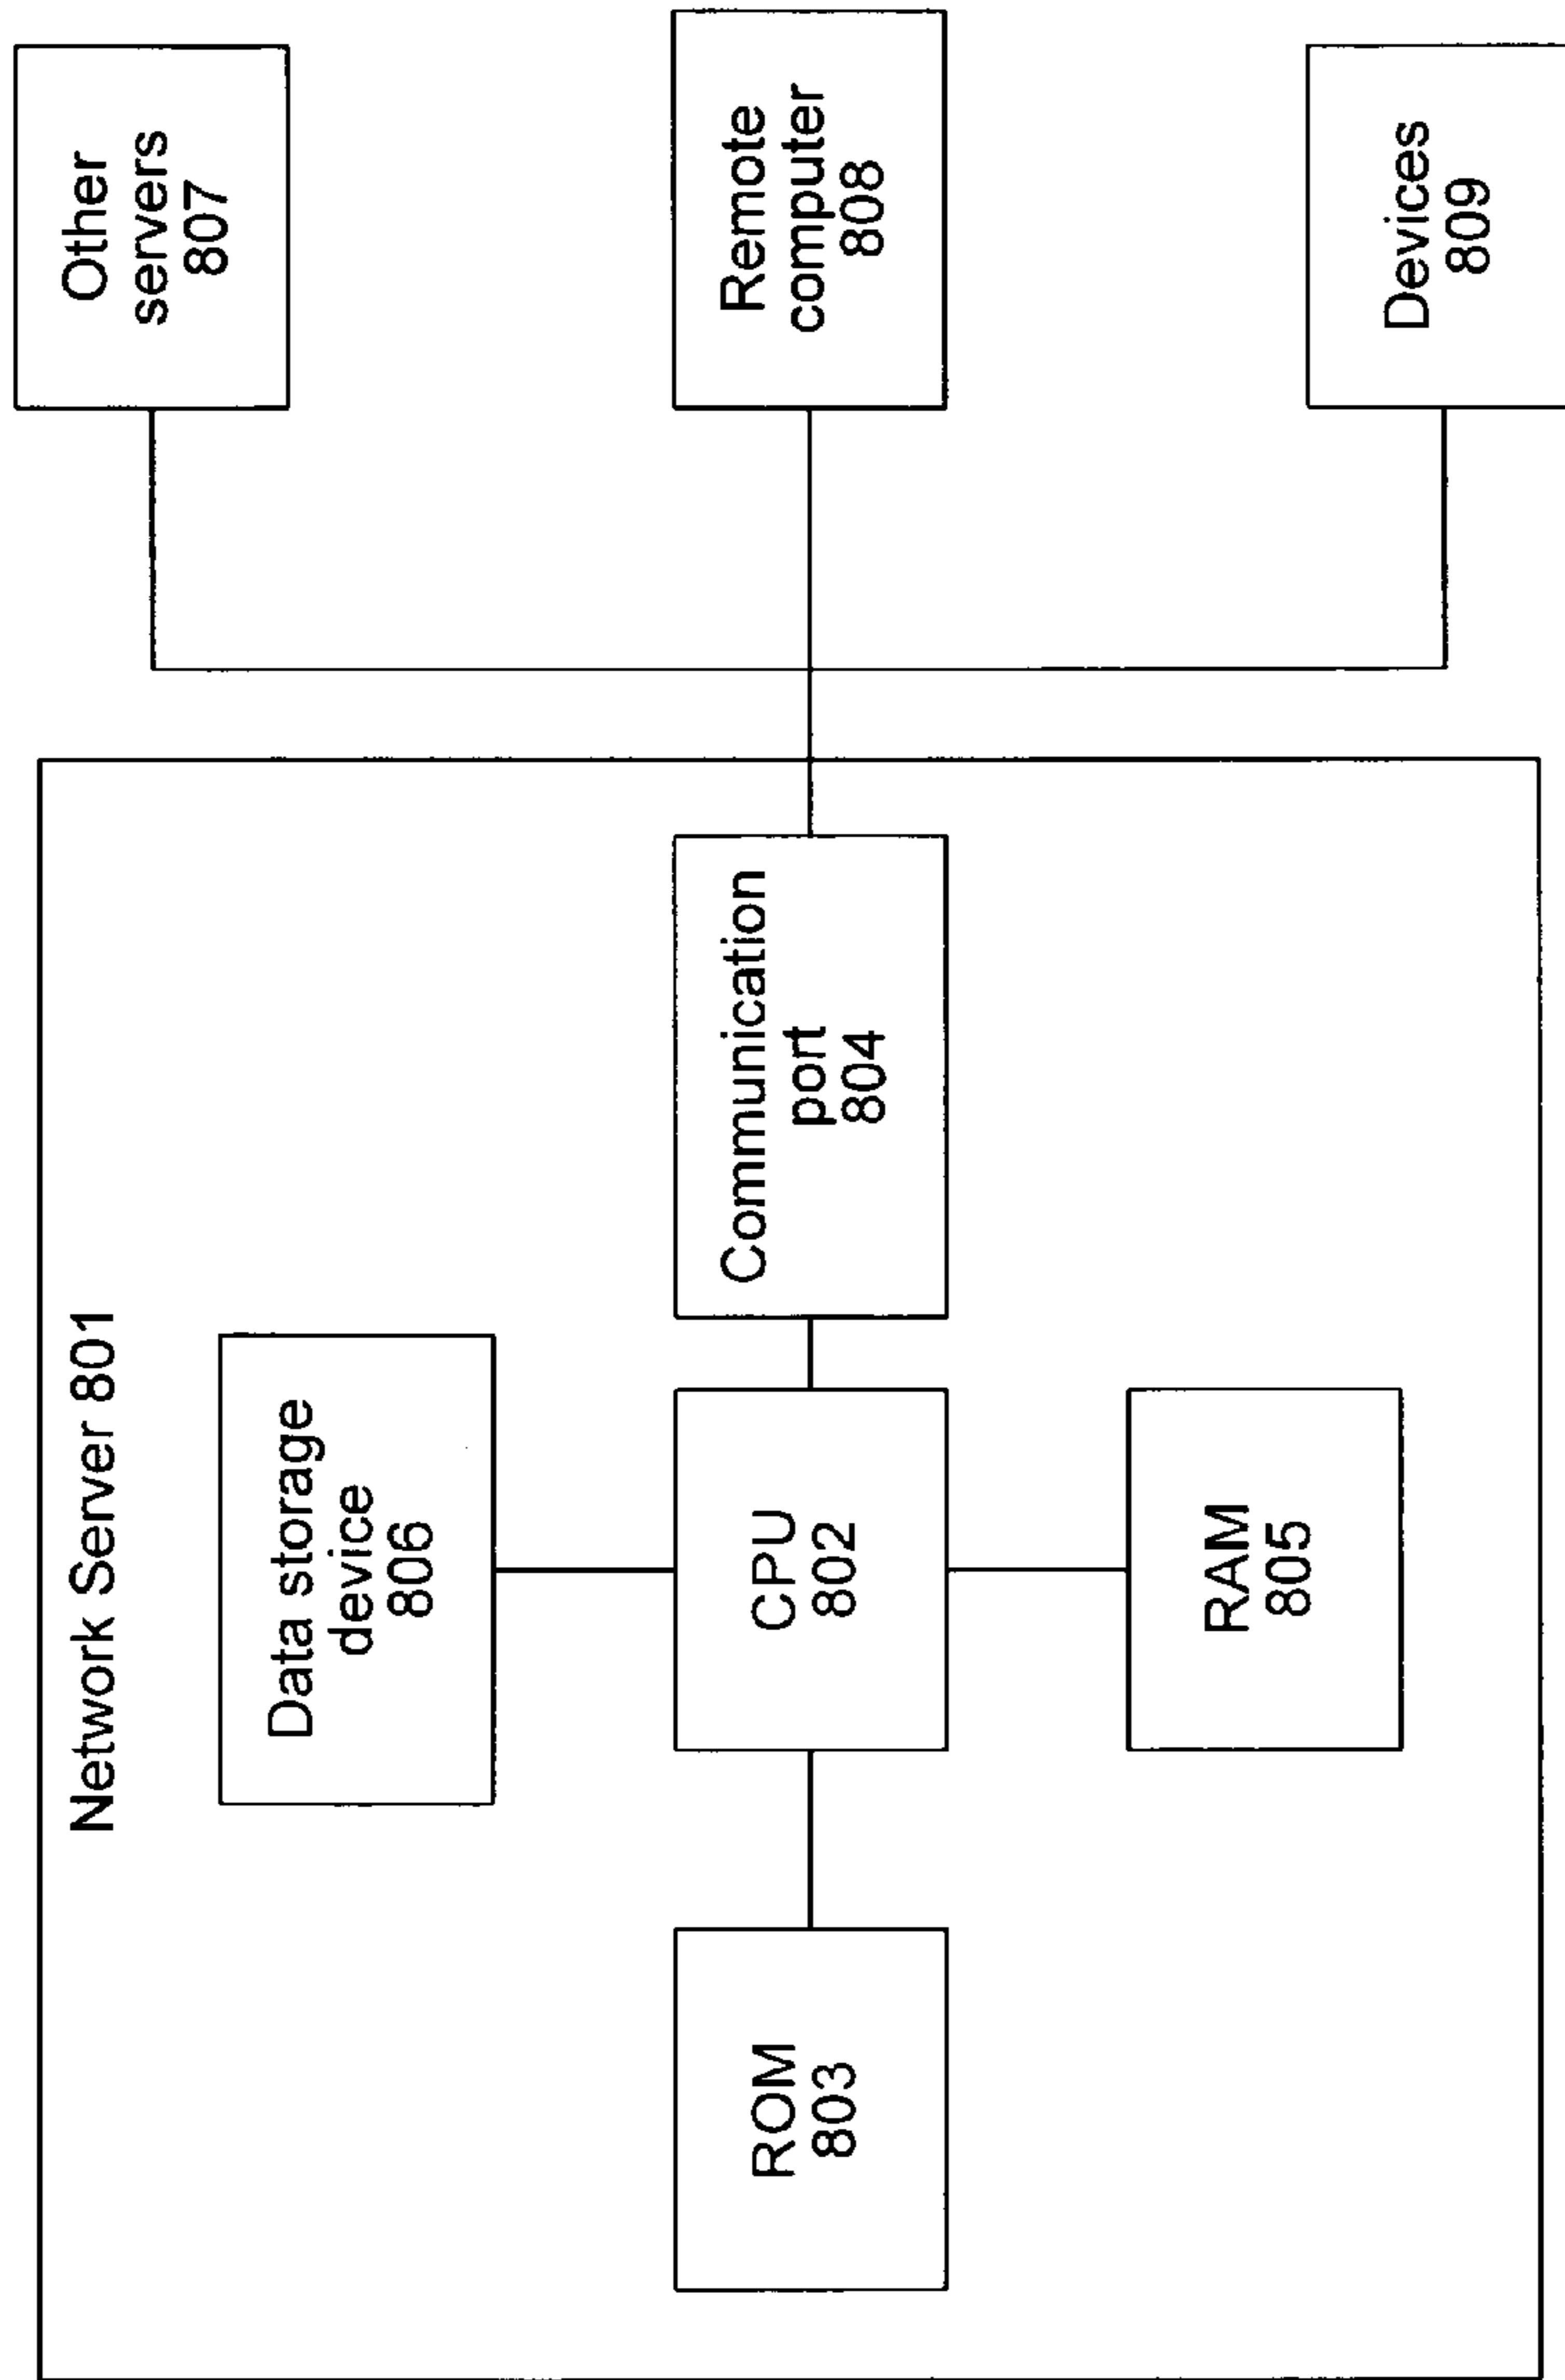 Network Server 801
Data storage
device
806
ROM
803
CPU
802
Communication
port
804
RAM
805
Other
servers
807
Remote
computer
808
Devices
809